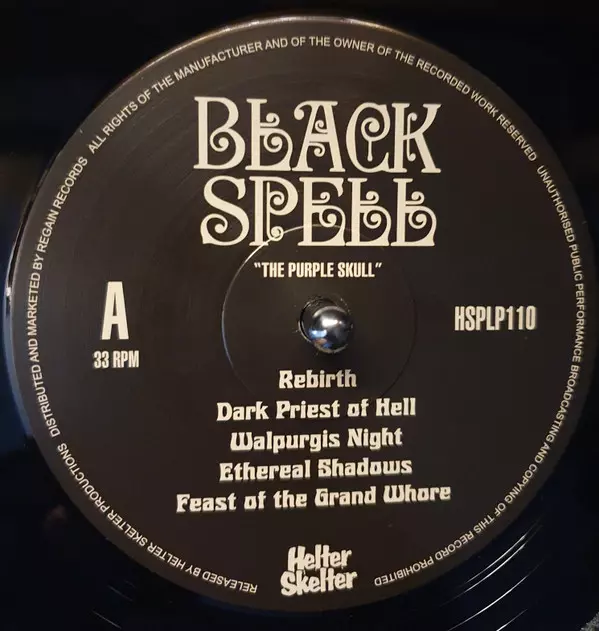 RELEASED BY HELTER SKELTER PRODUCTIONS  DISTRIBUTED AND MARKETED BY REGAIN RECORDS  ALL RIGHTS OF THE MANUFACTURER AND OF THE OWNER OF THE RECORDED WORK RESERVED  UNAUTHORISED PUBLIC PERFORMANCE BROADCASTING AND COPYING OF THIS RECORD PROHIBITED
BLACK
SPELL
"THE PURPLE SKULL"
A
33 RPM
HSPLP110
Rebirth
Dark Priest of Hell
Walpurgis Night
Ethereal Shadows
Feast of the Grand Whore
Helter
Skelter